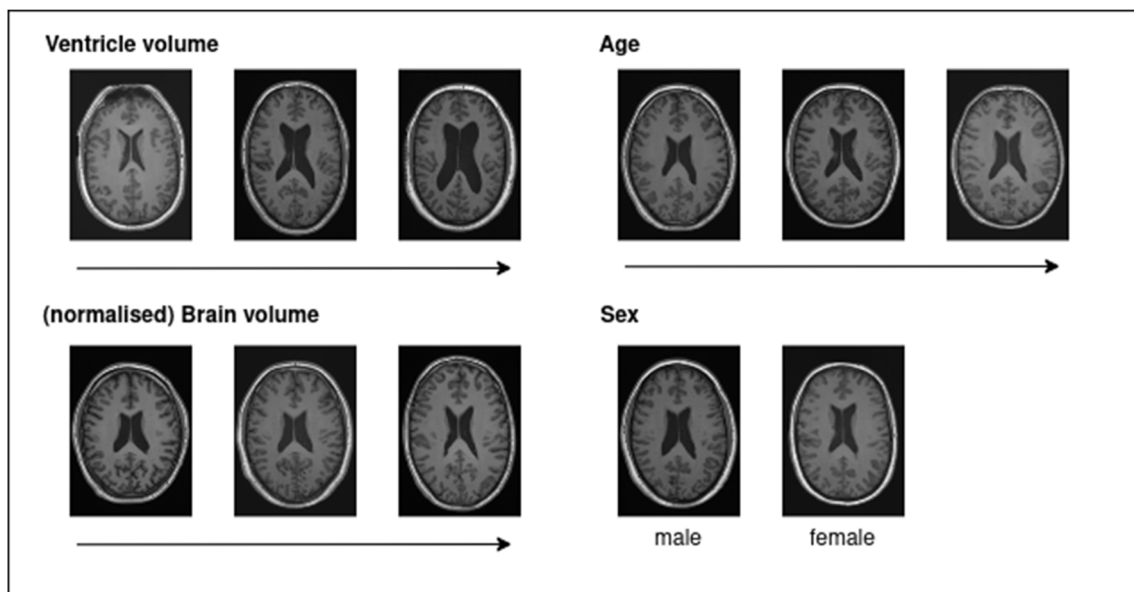 Ventricle volume
Age
(normalised) Brain volume
Sex
male
female